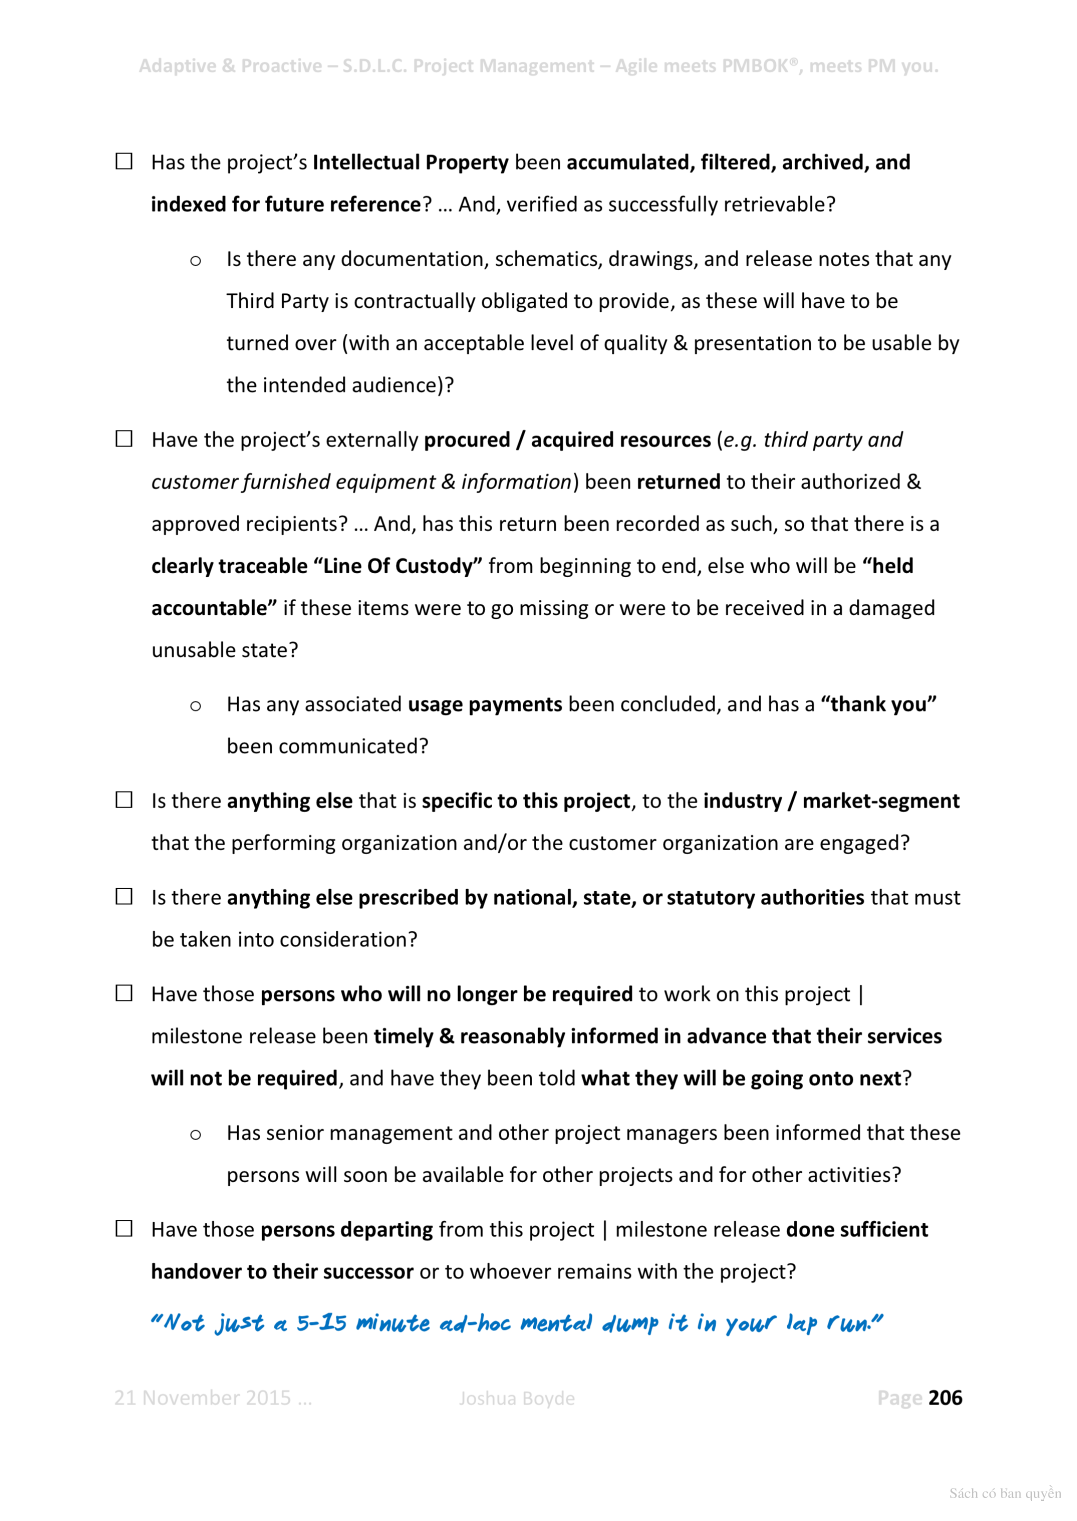 Adaptive & Proactive – S.D.L.C. Project Management – Agile meets PMBOK®, meets PM you.
☐ Has the project’s Intellectual Property been accumulated, filtered, archived, and
indexed for future reference? … And, verified as successfully retrievable?
o Is there any documentation, schematics, drawings, and release notes that any
Third Party is contractually obligated to provide, as these will have to be
turned over (with an acceptable level of quality & presentation to be usable by
the intended audience)?
☐ Have the project’s externally procured / acquired resources (e.g. third party and
customer furnished equipment & information) been returned to their authorized &
approved recipients? … And, has this return been recorded as such, so that there is a
clearly traceable “Line Of Custody” from beginning to end, else who will be “held
accountable” if these items were to go missing or were to be received in a damaged
unusable state?
o Has any associated usage payments been concluded, and has a “thank you”
been communicated?
☐ Is there anything else that is specific to this project, to the industry / market-segment
that the performing organization and/or the customer organization are engaged?
☐ Is there anything else prescribed by national, state, or statutory authorities that must
be taken into consideration?
☐ Have those persons who will no longer be required to work on this project |
milestone release been timely & reasonably informed in advance that their services
will not be required, and have they been told what they will be going onto next?
o Has senior management and other project managers been informed that these
persons will soon be available for other projects and for other activities?
☐ Have those persons departing from this project | milestone release done sufficient
handover to their successor or to whoever remains with the project?
“Not just a 5-15 minute ad-hoc mental dump it in your lap run.”
21 November 2015 … Joshua Boyde Page 206
Sách có bản quyền